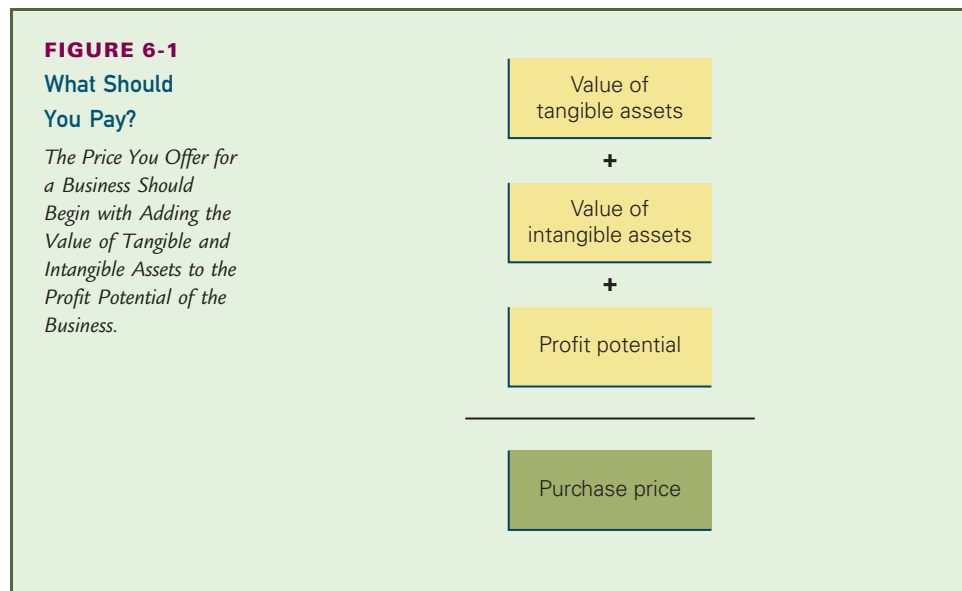 FIGURE 6-1
What Should
You Pay?
The Price You Offer for
a Business Should
Begin with Adding the
Value of Tangible and
Intangible Assets to the
Profit Potential of the
Business.
Value of
tangible assets
+
Value of
intangible assets
+
Profit potential
Purchase price